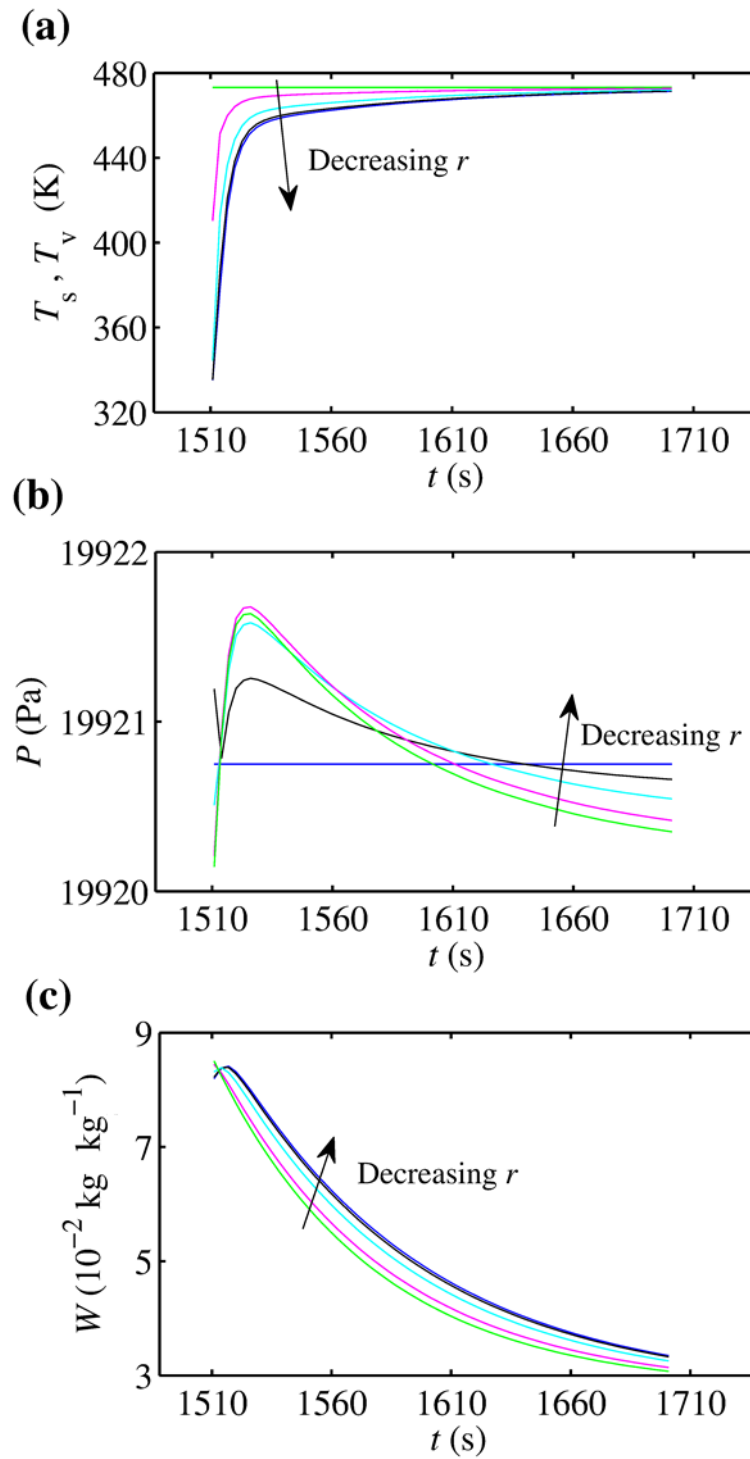 (a)
480
440
400
360
320
T_s , T_v (K)
Decreasing r
1510 1560 1610 1660 1710
t (s)
(b)
19922
19921
19920
P (Pa)
Decreasing r
1510 1560 1610 1660 1710
t (s)
(c)
9
7
5
3
W (10⁻² kg kg⁻¹)
Decreasing r
1510 1560 1610 1660 1710
t (s)